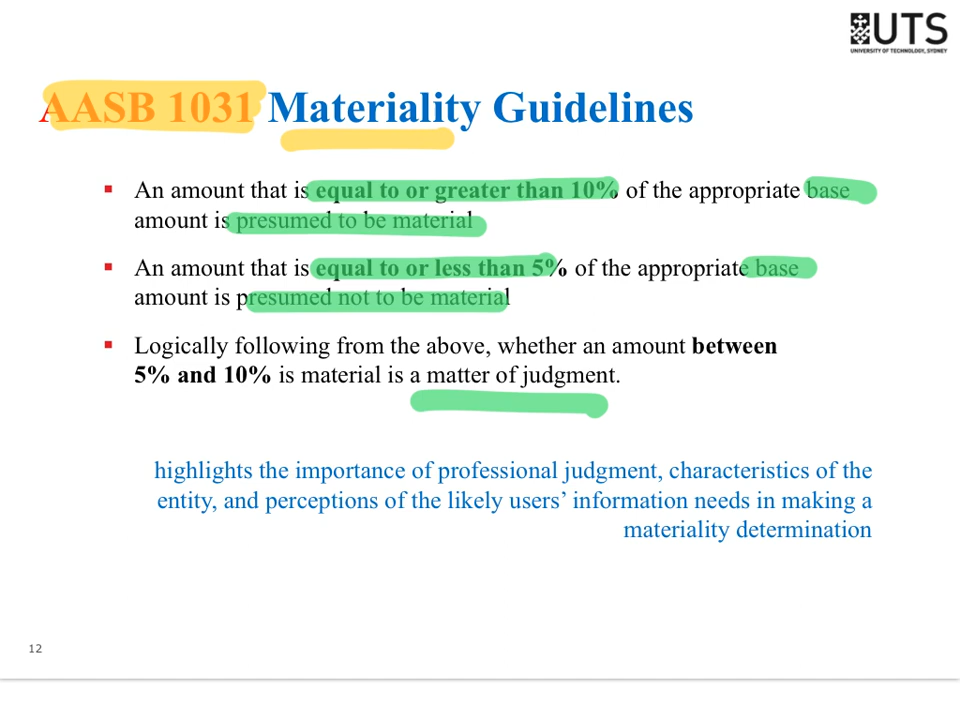 UTS
UNIVERSITY OF TECHNOLOGY, SYDNEY
AASB 1031 Materiality Guidelines
▪ An amount that is equal to or greater than 10% of the appropriate base
amount is presumed to be material
▪ An amount that is equal to or less than 5% of the appropriate base
amount is presumed not to be material
▪ Logically following from the above, whether an amount between
5% and 10% is material is a matter of judgment.
highlights the importance of professional judgment, characteristics of the
entity, and perceptions of the likely users’ information needs in making a
materiality determination
12